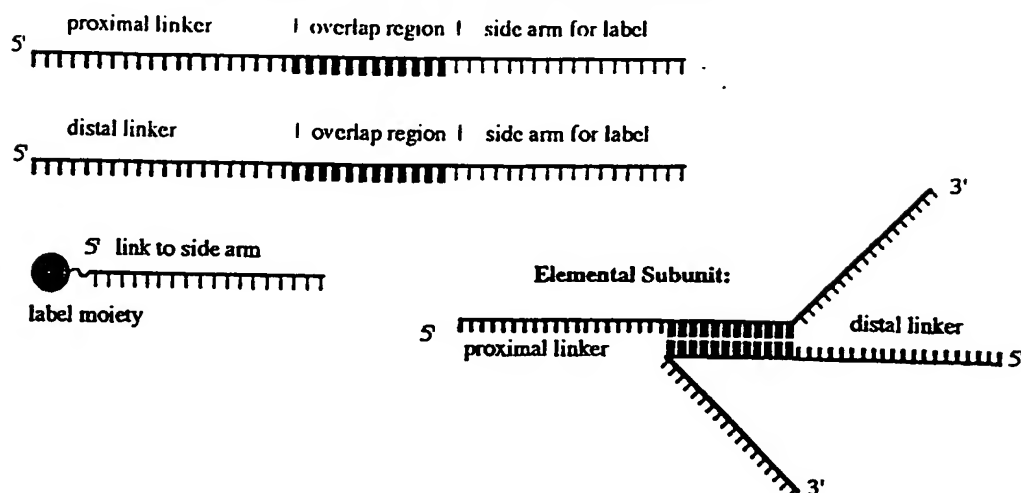 proximal linker | overlap region | side arm for label
5'
distal linker | overlap region | side arm for label
5'
3'
5' link to side arm
Elemental Subunit:
label moiety
5'
proximal linker
distal linker
5'
3'